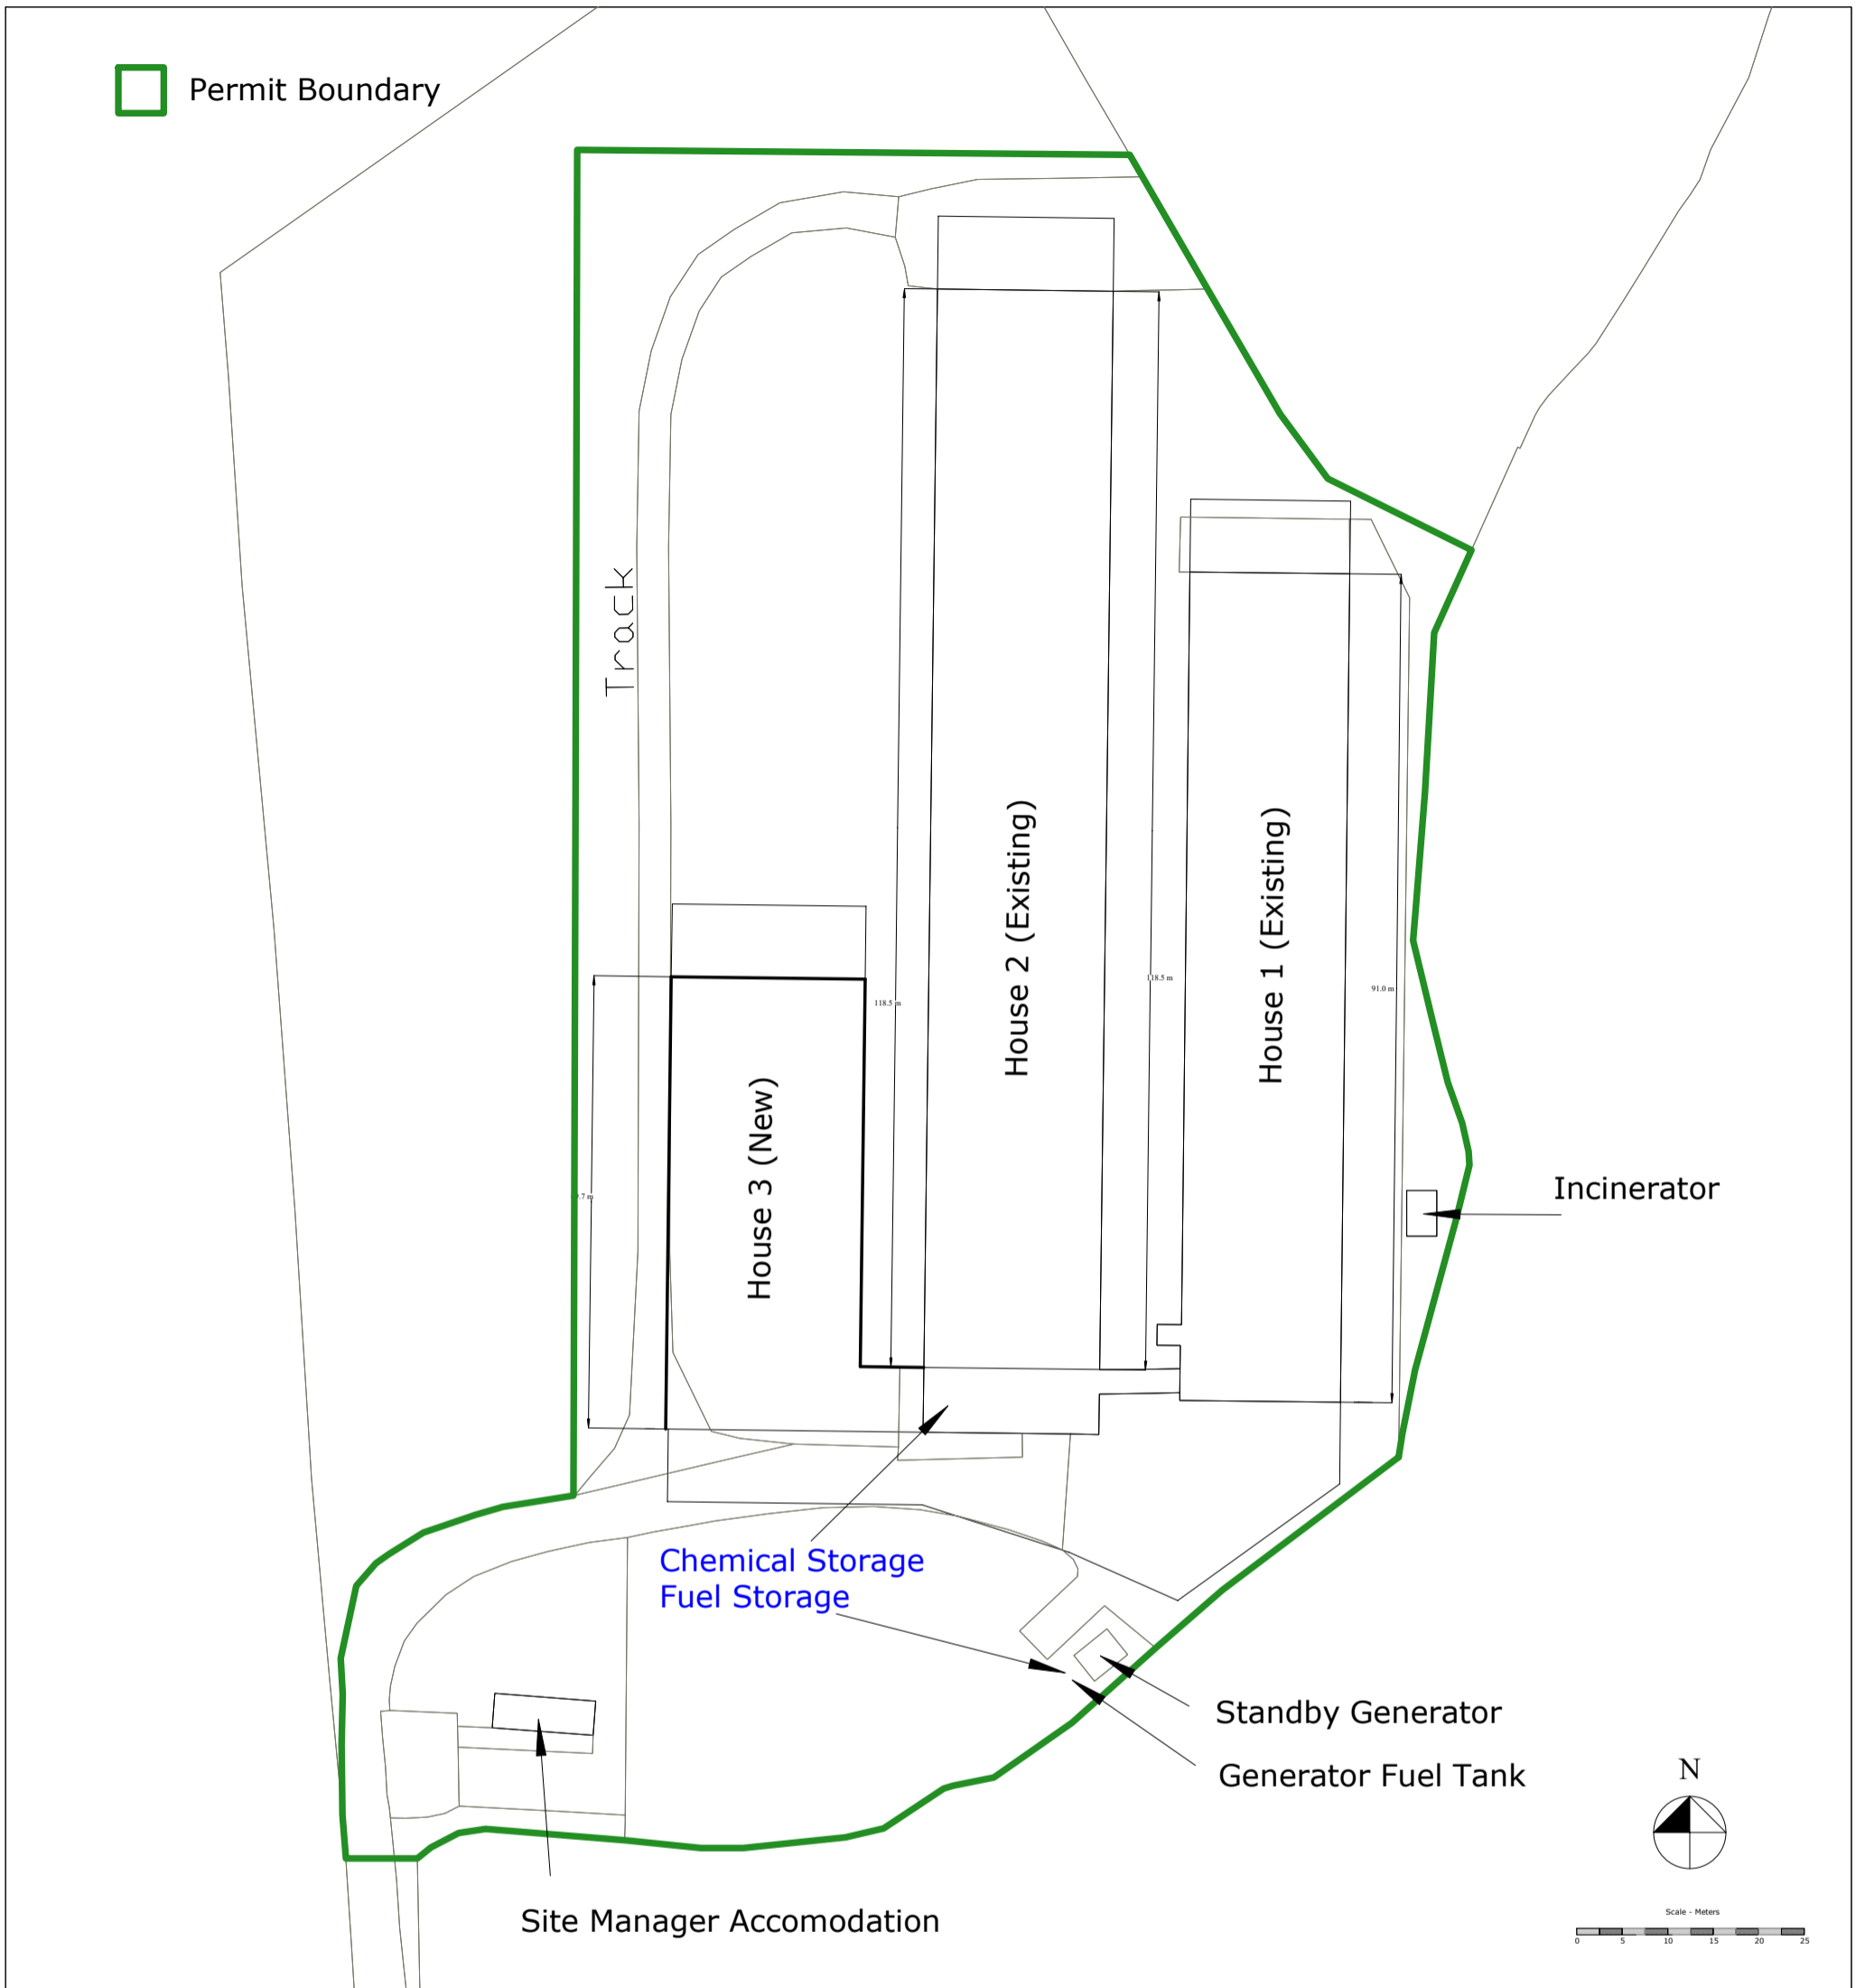 Permit Boundary
Track
House 2 (Existing)
House 1 (Existing)
118.5 m
118.5 m
91.0 m
House 3 (New)
Incinerator
Chemical Storage
Fuel Storage
Standby Generator
Generator Fuel Tank
N
Site Manager Accomodation
Scale - Meters
0 5 10 15 20 25